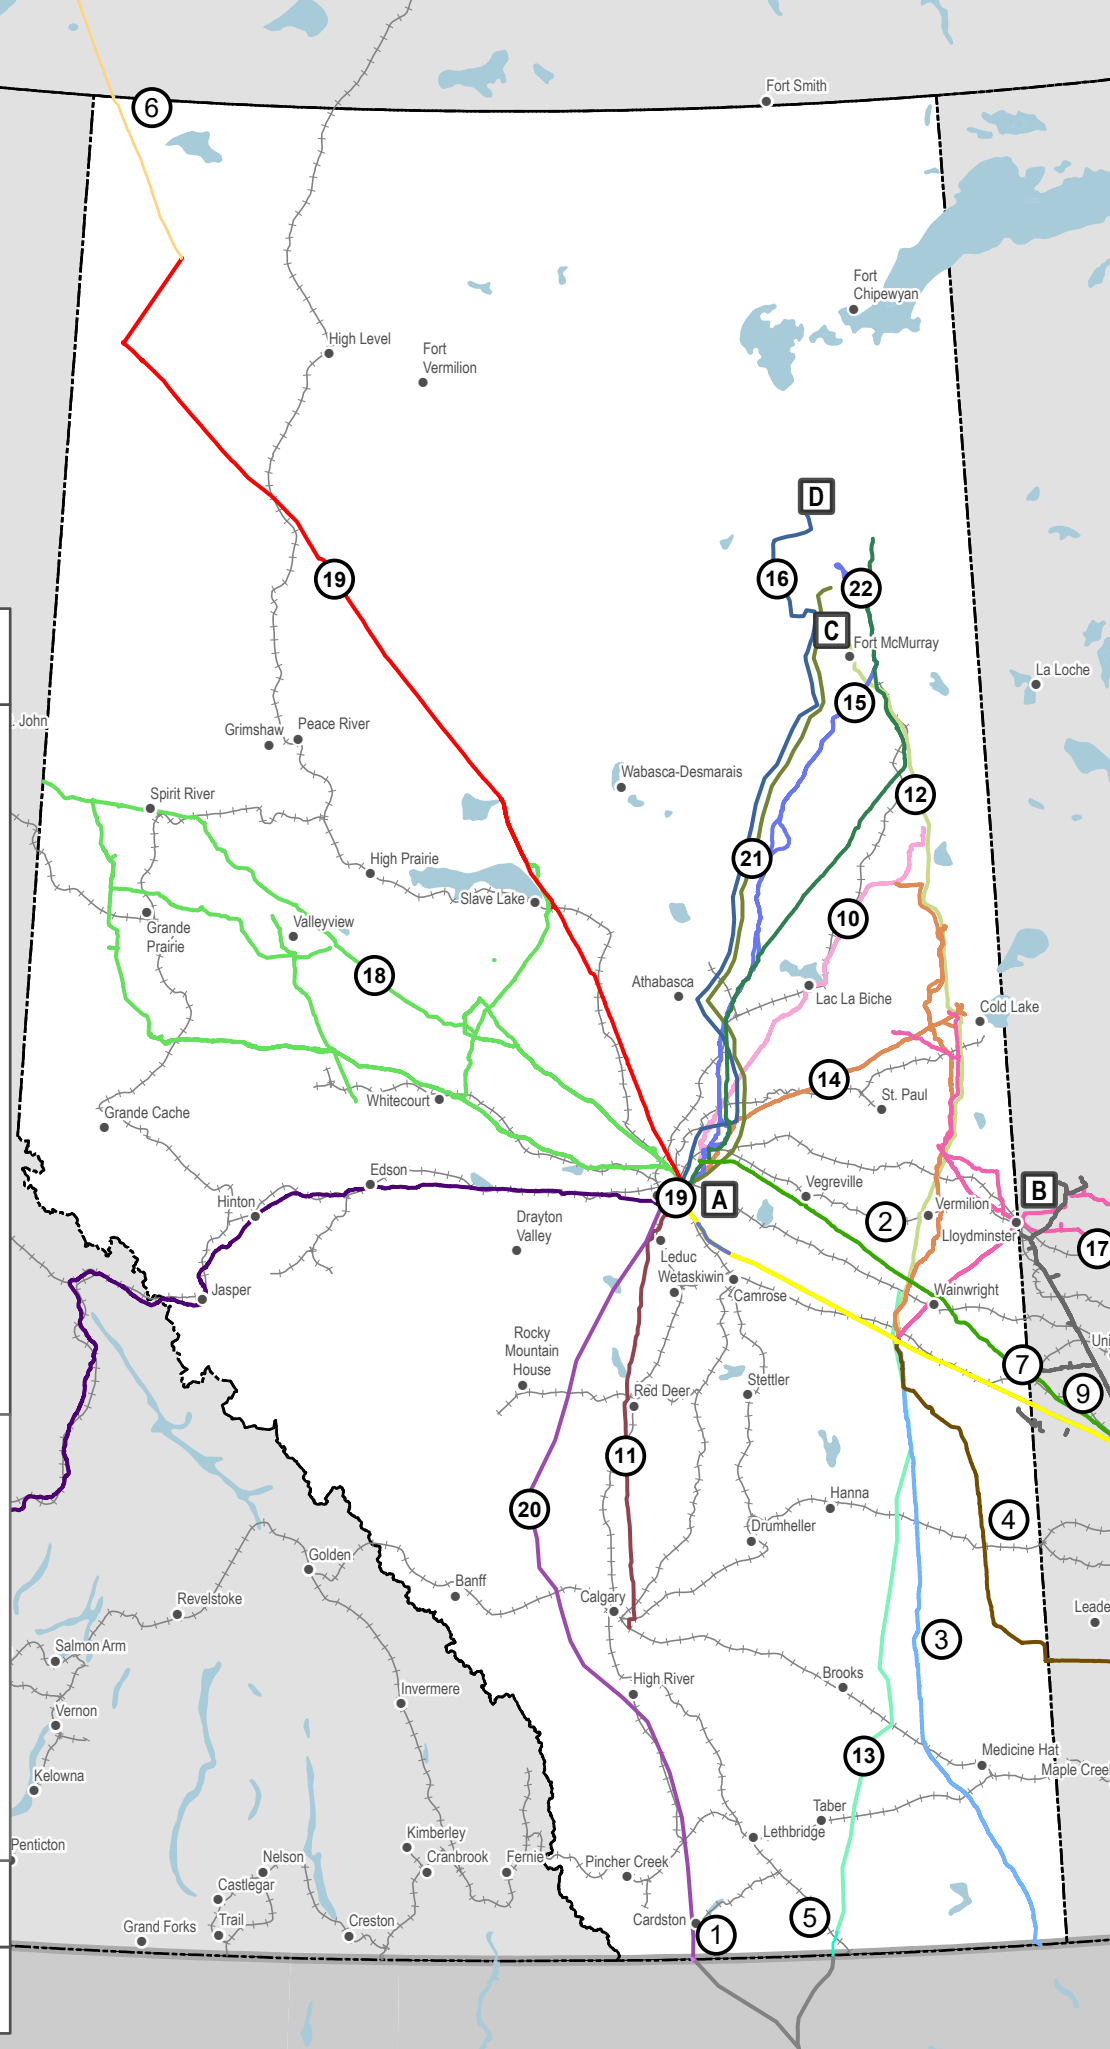 6
Fort Smith
Fort
Chipewyan
High Level
Fort
Vermilion
D
16
22
19
C
Fort McMurray
La Loche
15
. John
Grimshaw
Peace River
Wabasca-Desmarais
Spirit River
12
21
High Prairie
Slave Lake
10
Grande
Prairie
Valleyview
18
Athabasca
Lac La Biche
Cold Lake
14
Whitecourt
St. Paul
Grande Cache
Edson
Hinton
19
A
Vegreville
B
Vermilion
2
Lloydminster
17
Drayton
Valley
Leduc
Wetaskiwin
Camrose
Jasper
Wainwright
Rocky
Mountain
House
Uni
7
9
Red Deer
Stettler
11
20
Hanna
4
Drumheller
Golden
Banff
Calgary
Revelstoke
Leade
Salmon Arm
3
Invermere
High River
Brooks
Vernon
13
Medicine Hat
Maple Creek
Kelowna
Taber
Lethbridge
Penticton
Kimberley
Cranbrook
Nelson
Fernie
Pincher Creek
Castlegar
Trail
Grand Forks
Creston
Cardston
1
5